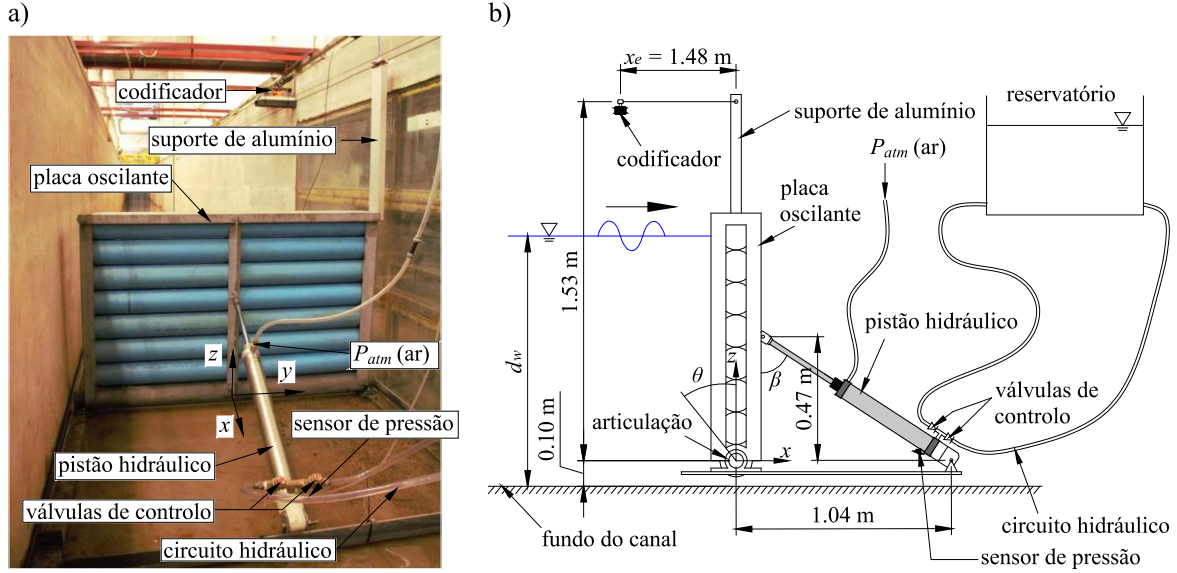 a)
codificador
suporte de alumínio
placa oscilante
P_atm (ar)
z
y
x
sensor de pressão
pistão hidráulico
válvulas de controlo
circuito hidráulico
b)
x_e = 1.48 m
reservatório
suporte de alumínio
codificador
P_atm (ar)
placa
oscilante
1.53 m
d_w
pistão hidráulico
z
θ
β
0.47 m
válvulas de
controlo
0.10 m
articulação
x
1.04 m
circuito hidráulico
fundo do canal
sensor de pressão